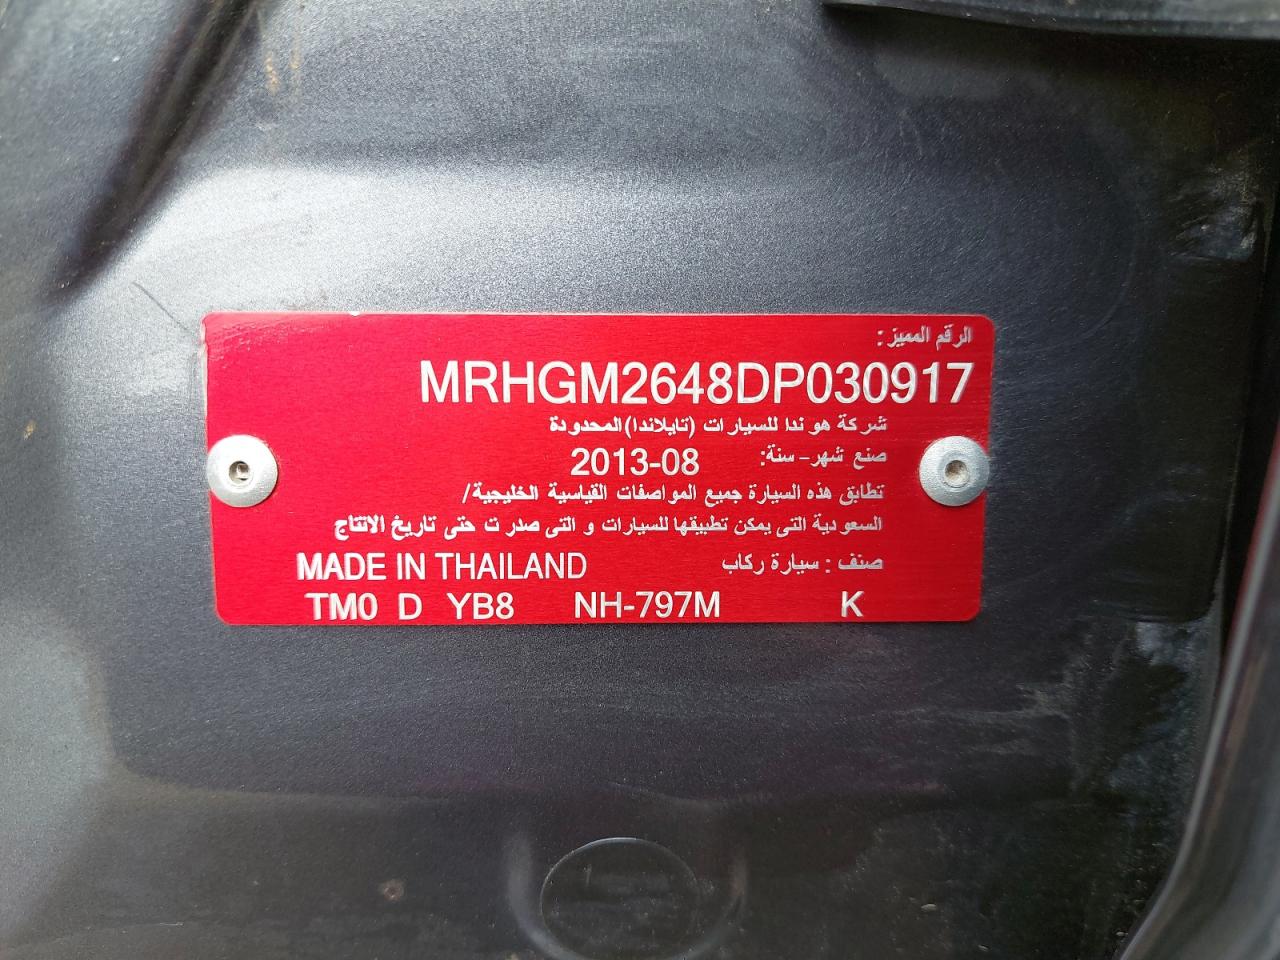 الرقم المميز:
MRHGM2648DP030917
شركة هوندا للسيارات (تايلاندا)المحدودة
صنع شهر-سنة: 2013-08
تطابق هذه السيارة جميع المواصفات القياسية الخليجية/
السعودية التى يمكن تطبيقها للسيارات و التى صدرت حتى تاريخ الانتاج
صنف : سيارة ركاب MADE IN THAILAND
TM0 D YB8 NH-797M K